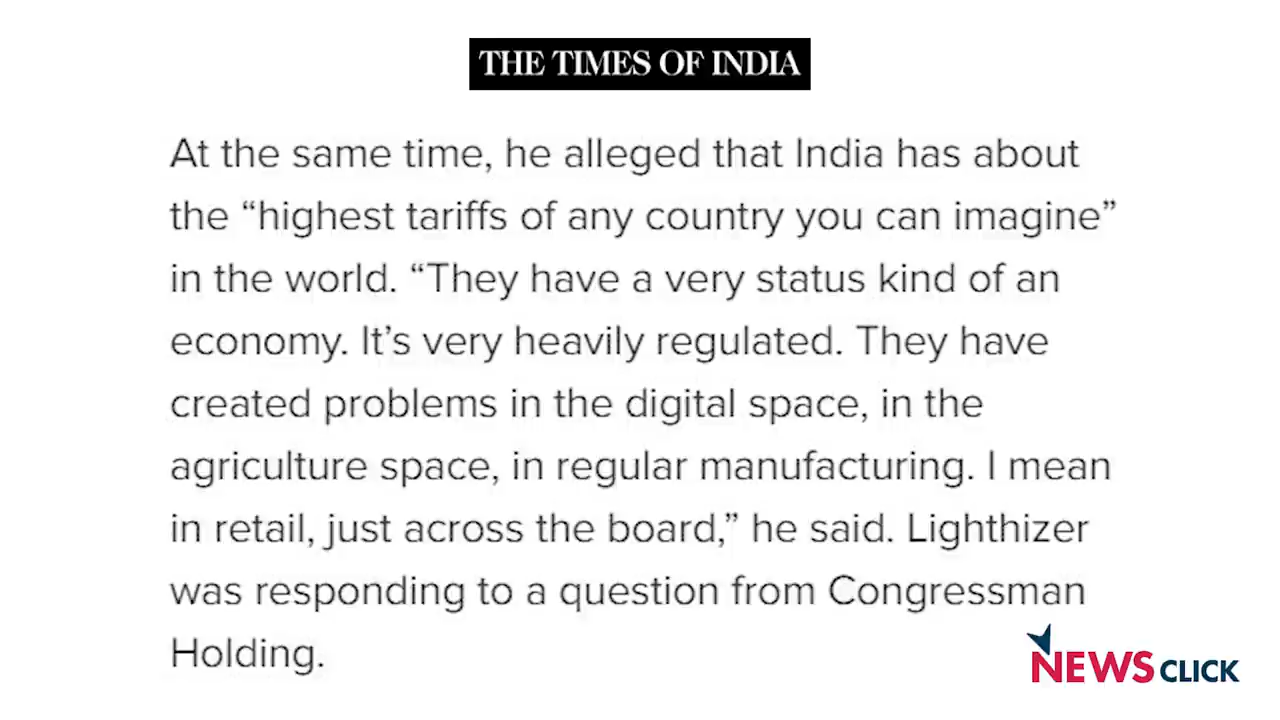 THE TIMES OF INDIA
At the same time, he alleged that India has about
the “highest tariffs of any country you can imagine”
in the world. “They have a very status kind of an
economy. It’s very heavily regulated. They have
created problems in the digital space, in the
agriculture space, in regular manufacturing. I mean
in retail, just across the board,” he said. Lighthizer
was responding to a question from Congressman
Holding.
NEWSCLICK